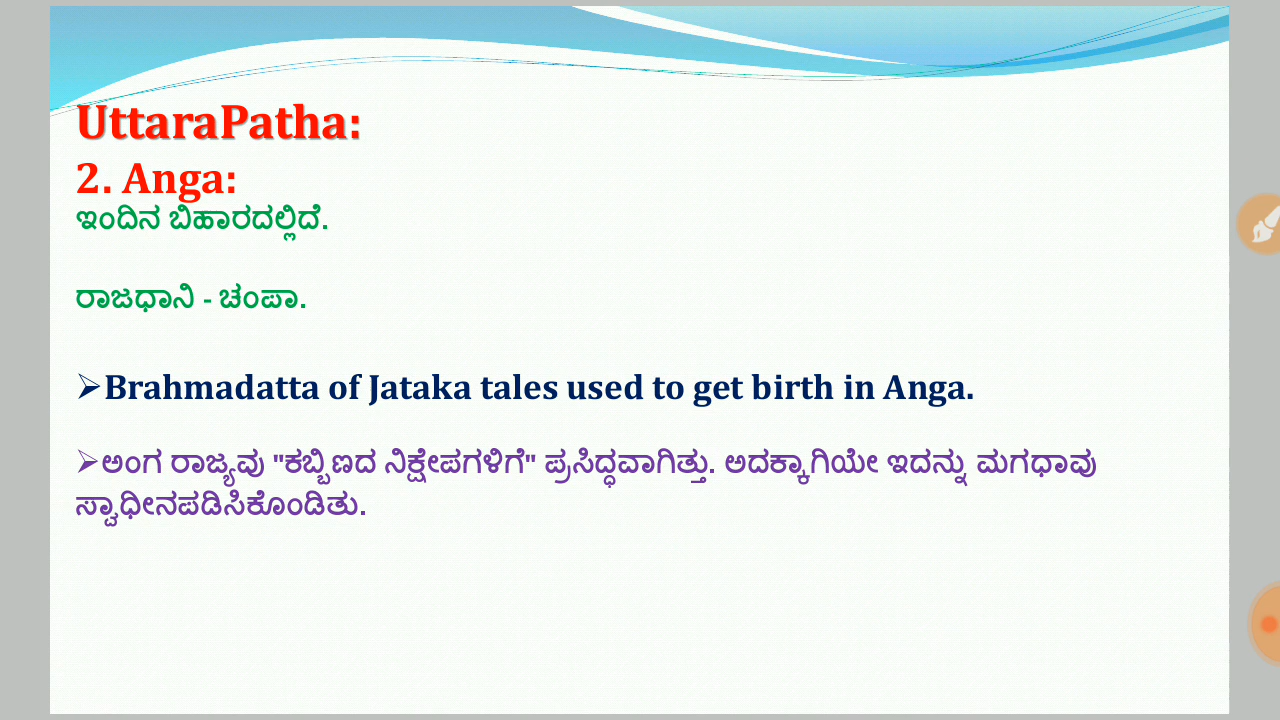 UttaraPatha:
2. Anga:
ಇಂದಿನ ಬಿಹಾರದಲ್ಲಿದೆ.
ರಾಜಧಾನಿ - ಚಂಪಾ.
➢Brahmadatta of Jataka tales used to get birth in Anga.
➢ಅಂಗ ರಾಜ್ಯವು "ಕಬ್ಬಿಣದ ನಿಕ್ಷೇಪಗಳಿಗೆ" ಪ್ರಸಿದ್ಧವಾಗಿತ್ತು. ಅದಕ್ಕಾಗಿಯೇ ಇದನ್ನು ಮಗಧಾವು
ಸ್ವಾಧೀನಪಡಿಸಿಕೊಂಡಿತು.